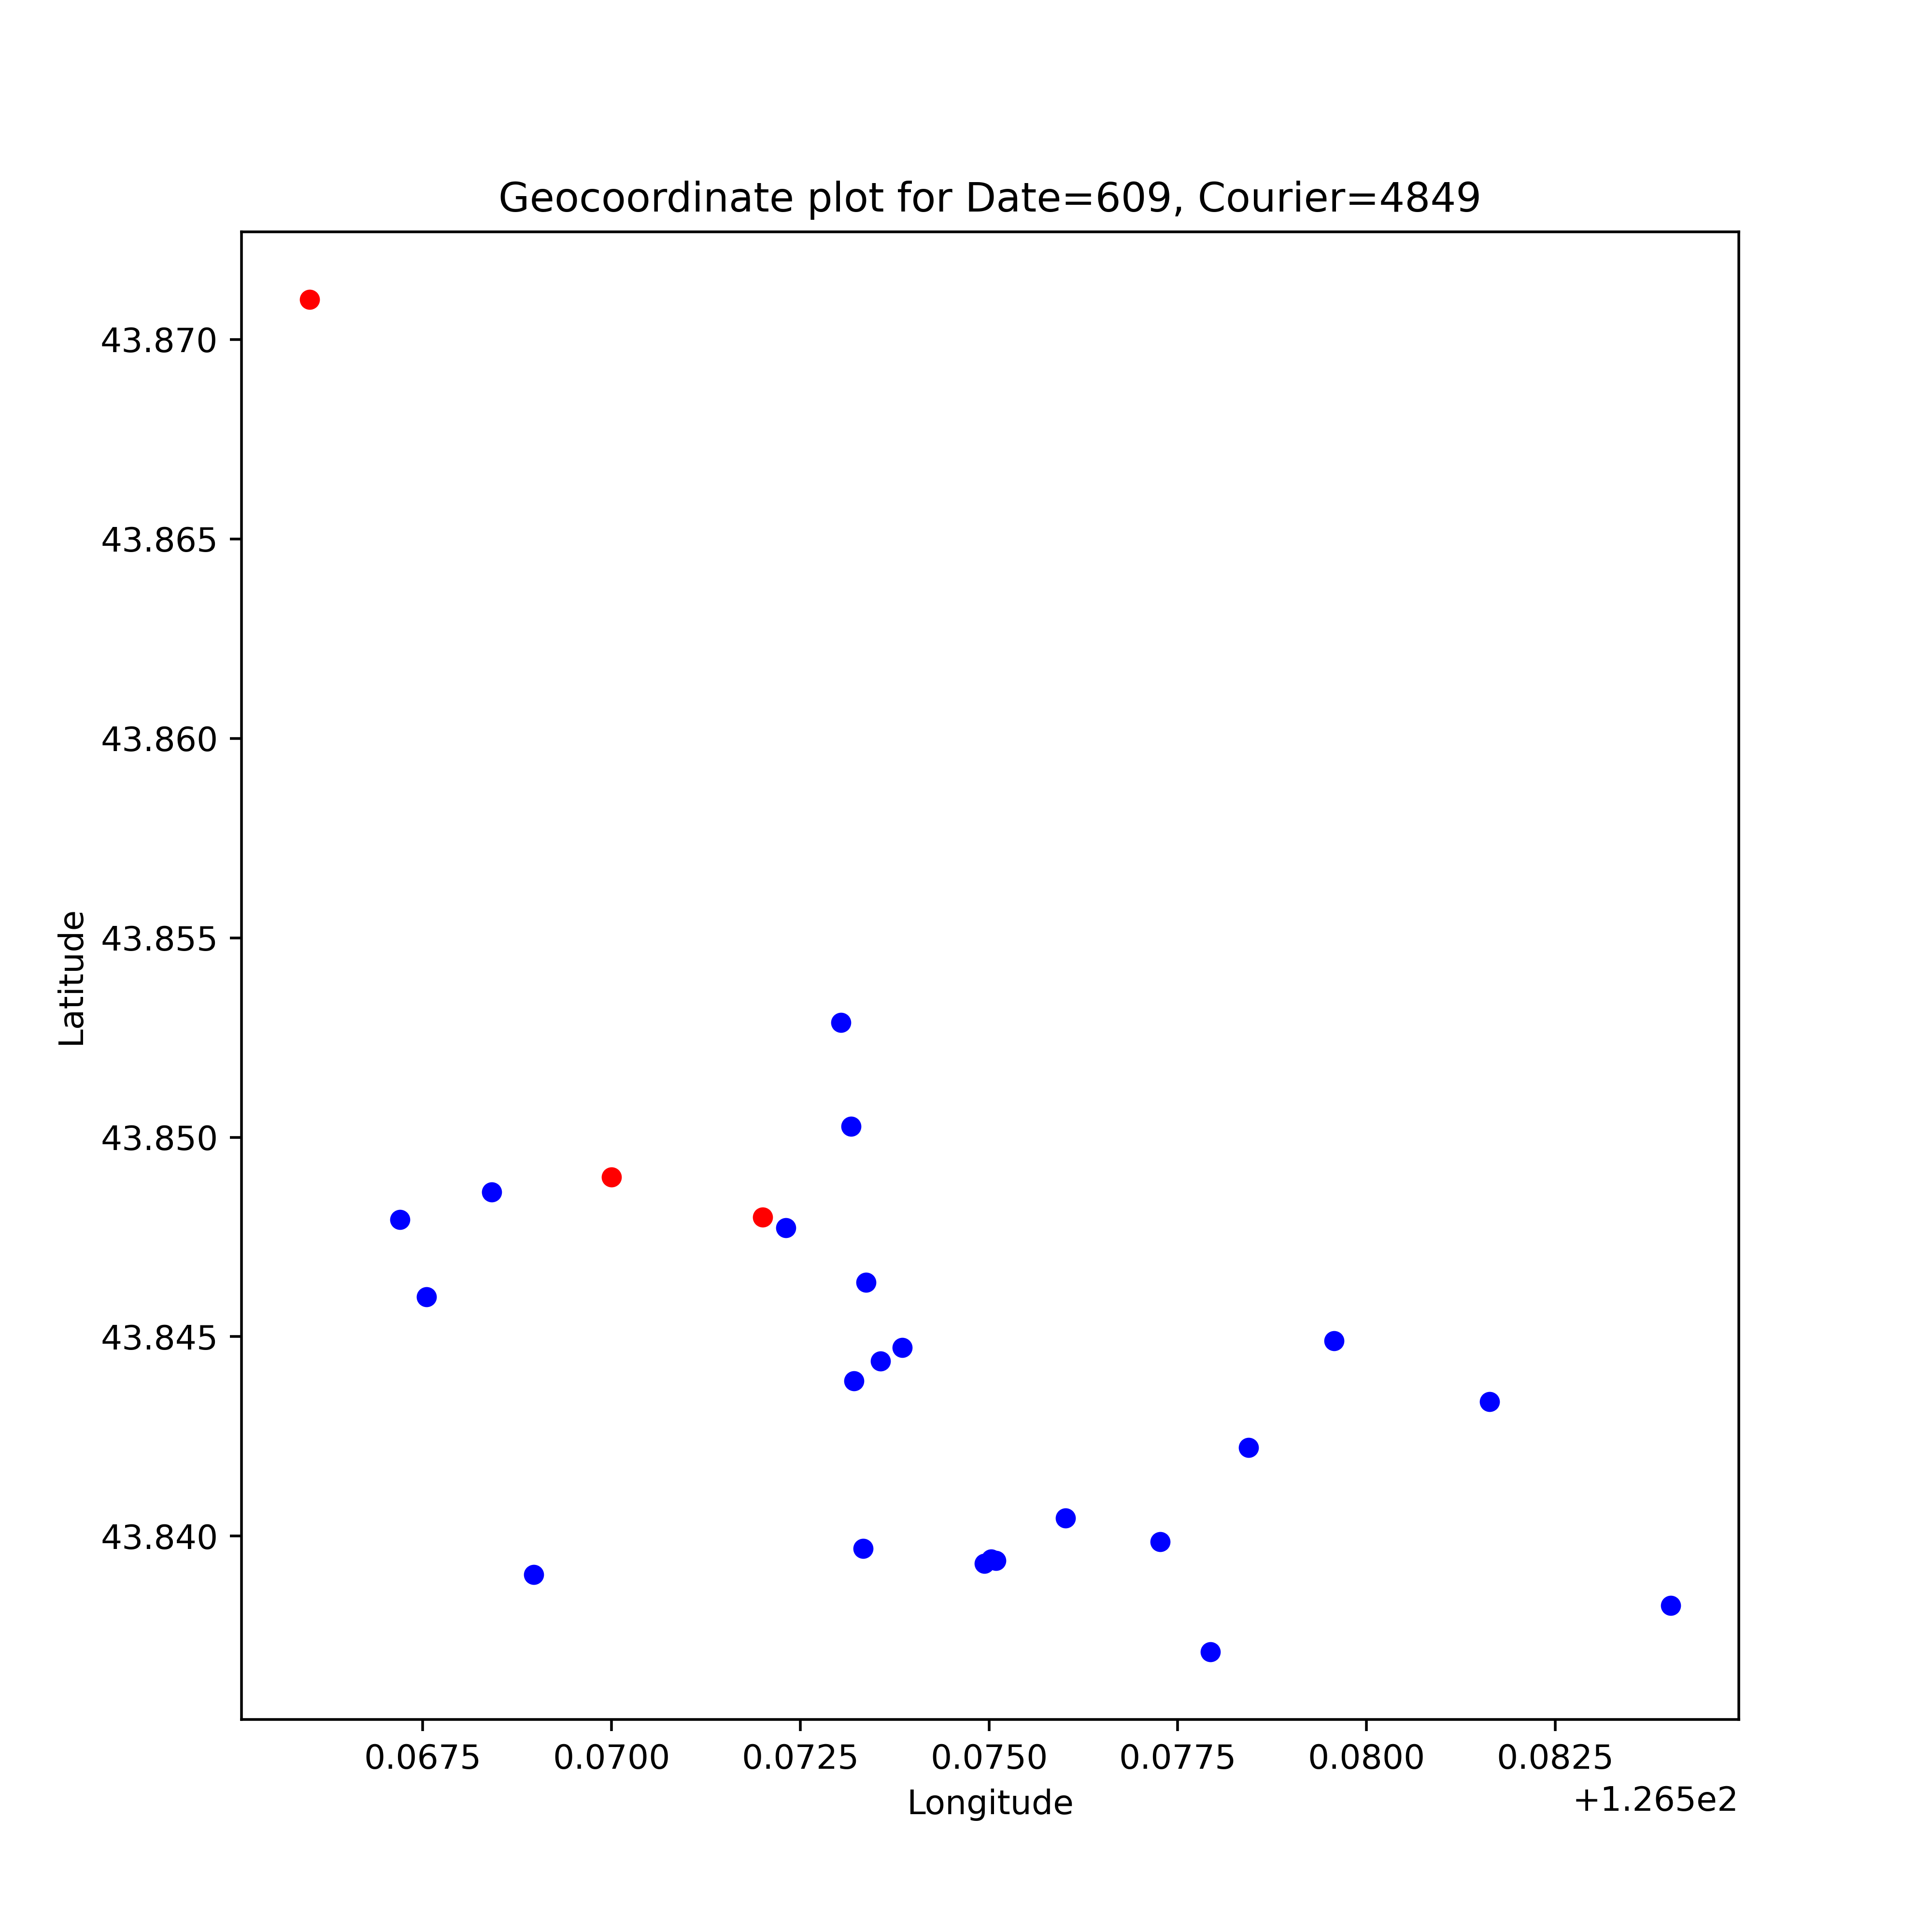 Geocoordinate plot for Date=609, Courier=4849
43.870
43.865
43.860
43.855
43.850
43.845
43.840
Latitude
0.0675 0.0700 0.0725 0.0750 0.0775 0.0800 0.0825
Longitude
+1.265e2